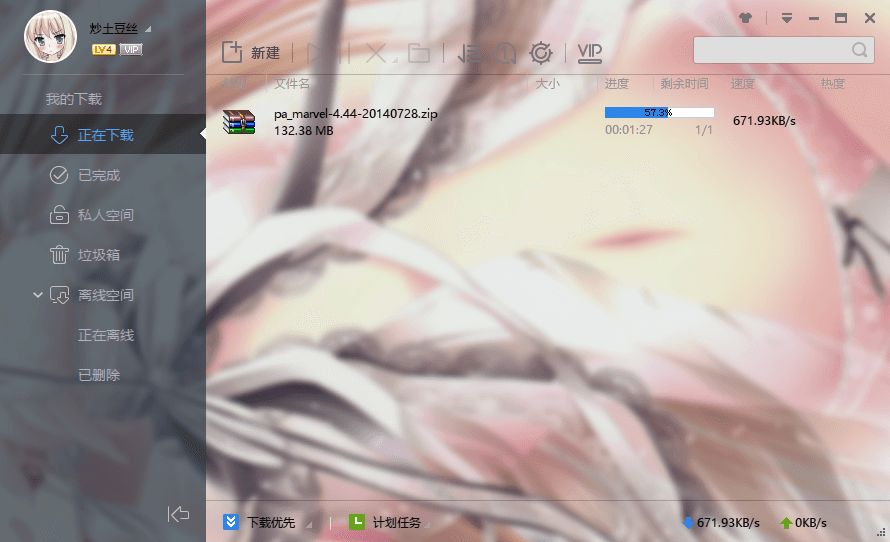 炒土豆丝
LV4 VIP
我的下载
正在下载
已完成
私人空间
垃圾箱
离线空间
正在离线
已删除
新建
VIP
文件名 大小 进度 剩余时间 速度 热度
pa_marvel-4.44-20140728.zip
132.38 MB
57.3%
00:01:27 1/1
671.93KB/s
下载优先 计划任务 671.93KB/s 0KB/s